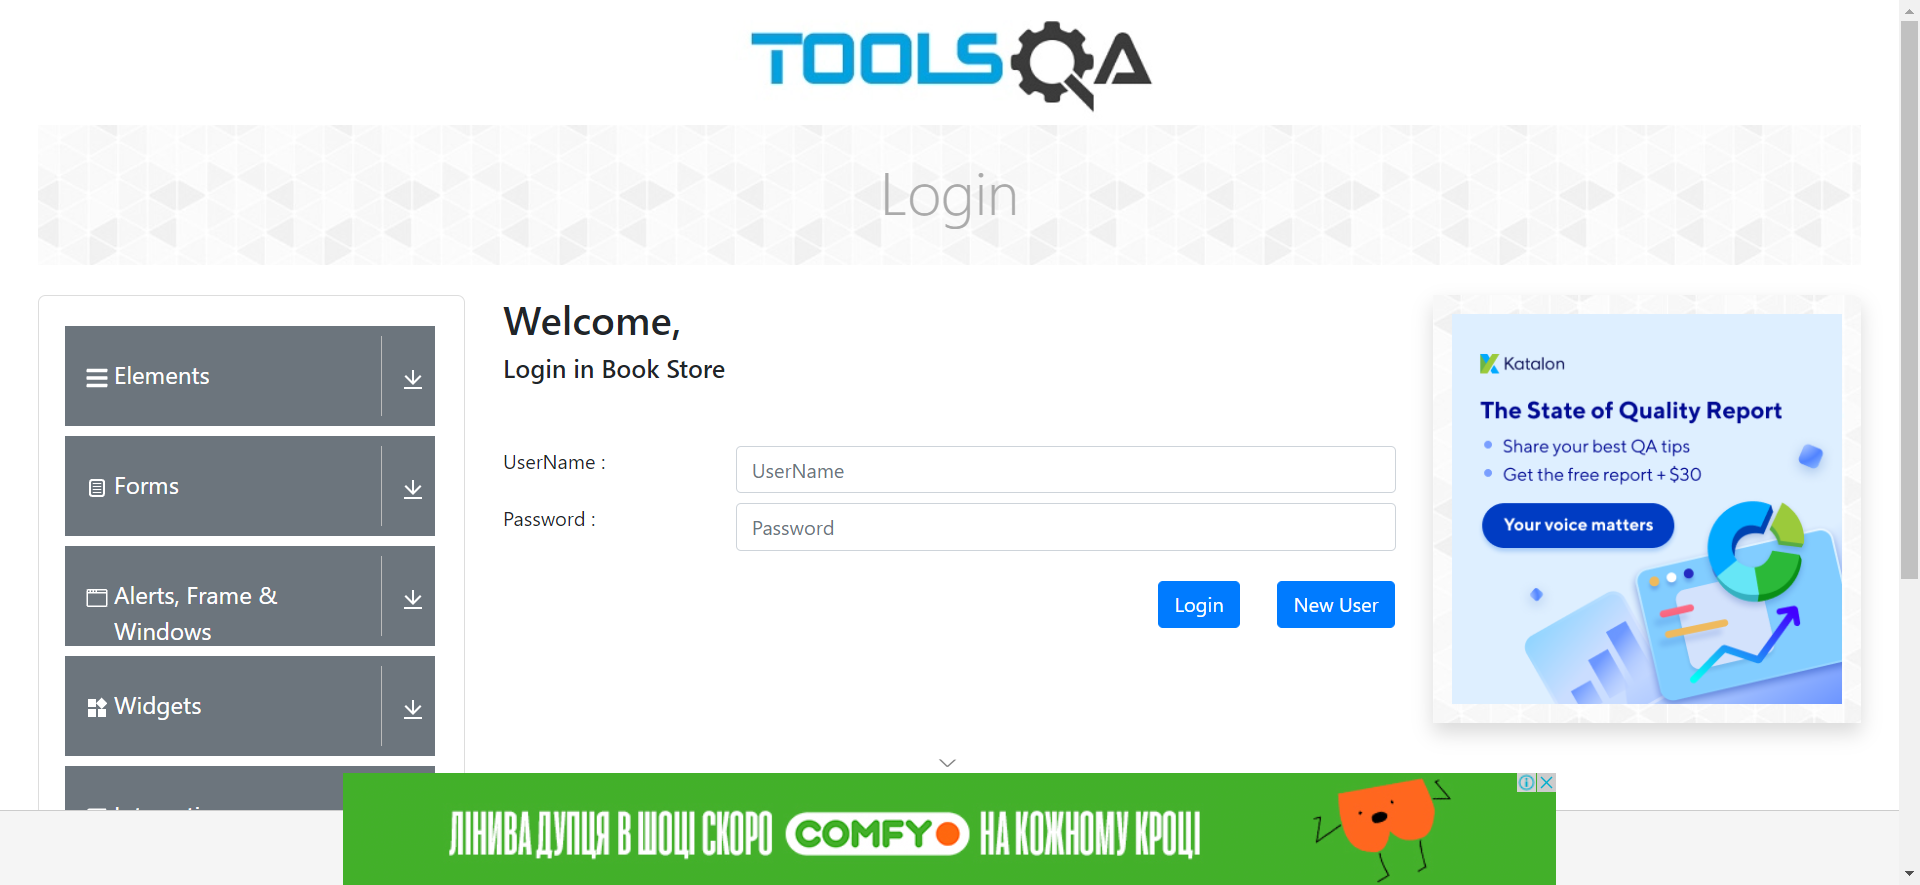 TOOLSQA
Login
Elements
Forms
Alerts, Frame &
Windows
Widgets
Welcome,
Login in Book Store
UserName :
UserName
Password :
Password
Login
New User
Katalon
The State of Quality Report
Share your best QA tips
Get the free report + $30
Your voice matters
ЛІНИВА ДУПЦЯ В ШОЦІ СКОРО COMFY НА КОЖНОМУ КРОЦІ